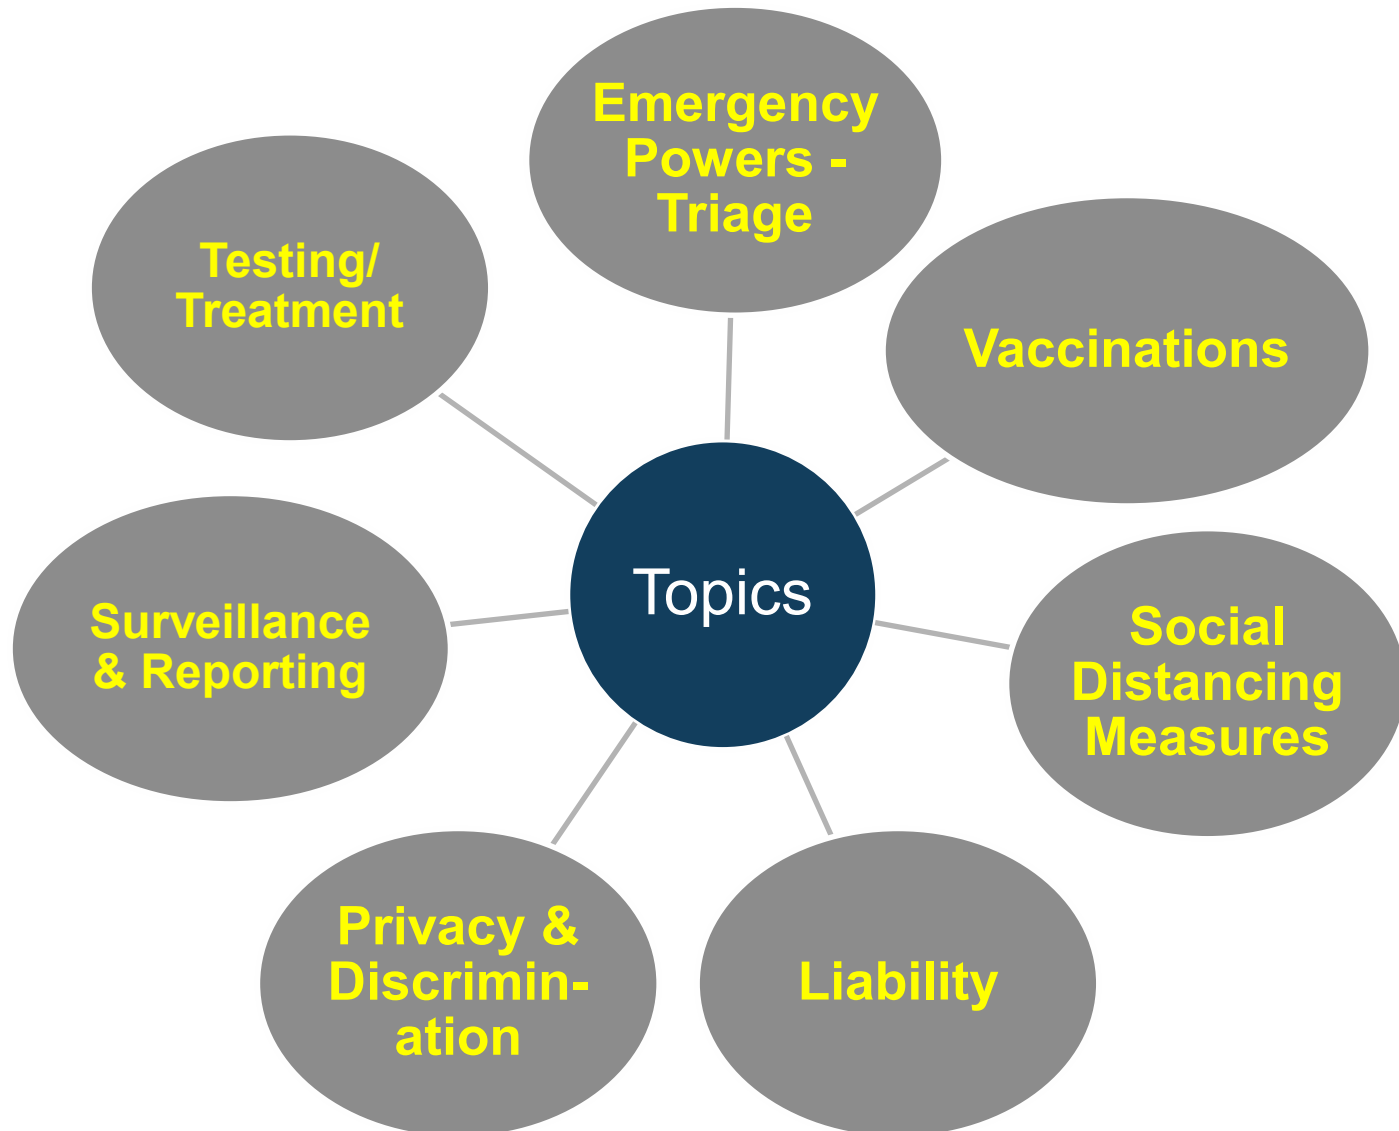 Emergency
Powers -
Triage
Testing/
Treatment
Vaccinations
Topics
Surveillance
& Reporting
Social
Distancing
Measures
Privacy &
Discrimin-
ation
Liability